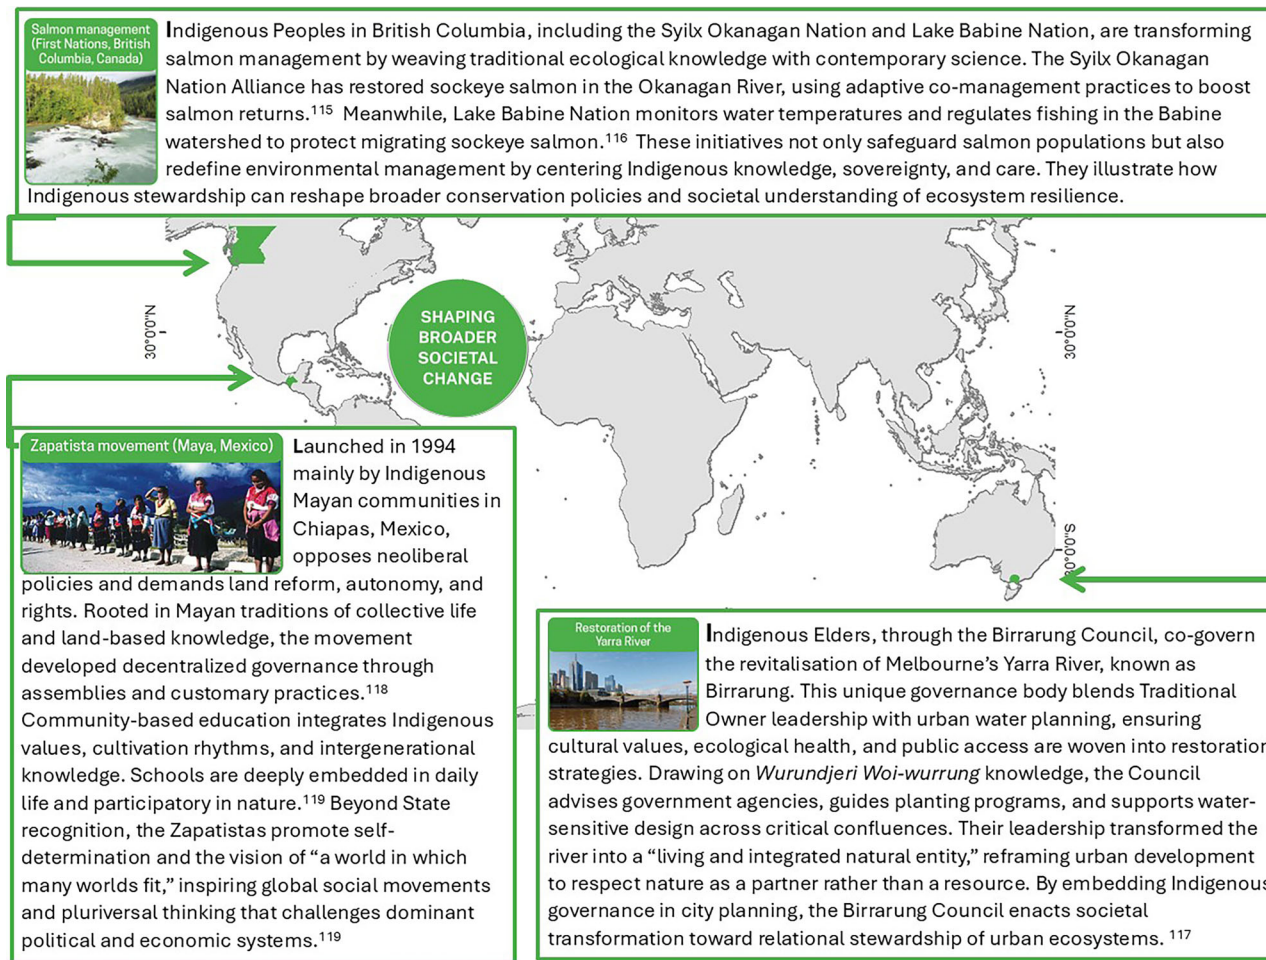 Salmon management
(First Nations, British
Columbia, Canada)
Indigenous Peoples in British Columbia, including the Syilx Okanagan Nation and Lake Babine Nation, are transforming
salmon management by weaving traditional ecological knowledge with contemporary science. The Syilx Okanagan
Nation Alliance has restored sockeye salmon in the Okanagan River, using adaptive co-management practices to boost
salmon returns.115 Meanwhile, Lake Babine Nation monitors water temperatures and regulates fishing in the Babine
watershed to protect migrating sockeye salmon.116 These initiatives not only safeguard salmon populations but also
redefine environmental management by centering Indigenous knowledge, sovereignty, and care. They illustrate how
Indigenous stewardship can reshape broader conservation policies and societal understanding of ecosystem resilience.
30°0'0"N
SHAPING
BROADER
SOCIETAL
CHANGE
30°0'0"N
0°0'0"S
Zapatista movement (Maya, Mexico)
Launched in 1994
mainly by Indigenous
Mayan communities in
Chiapas, Mexico,
opposes neoliberal
policies and demands land reform, autonomy, and
rights. Rooted in Mayan traditions of collective life
and land-based knowledge, the movement
developed decentralized governance through
assemblies and customary practices.118
Community-based education integrates Indigenous
values, cultivation rhythms, and intergenerational
knowledge. Schools are deeply embedded in daily
life and participatory in nature.119 Beyond State
recognition, the Zapatistas promote self-
determination and the vision of “a world in which
many worlds fit,” inspiring global social movements
and pluriversal thinking that challenges dominant
political and economic systems.119
Restoration of the
Yarra River
Indigenous Elders, through the Birrarung Council, co-govern
the revitalisation of Melbourne’s Yarra River, known as
Birrarung. This unique governance body blends Traditional
Owner leadership with urban water planning, ensuring
cultural values, ecological health, and public access are woven into restoration
strategies. Drawing on Wurundjeri Woi-wurrung knowledge, the Council
advises government agencies, guides planting programs, and supports water-
sensitive design across critical confluences. Their leadership transformed the
river into a “living and integrated natural entity,” reframing urban development
to respect nature as a partner rather than a resource. By embedding Indigenous
governance in city planning, the Birrarung Council enacts societal
transformation toward relational stewardship of urban ecosystems. 117